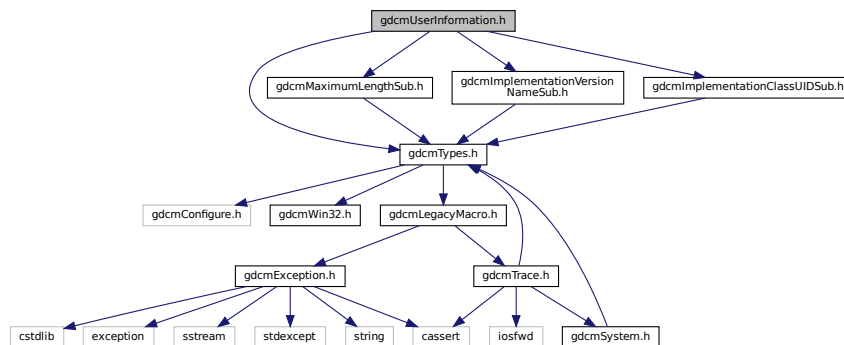 gdcmUserInformation.h
gdcmMaximumLengthSub.h
gdcmImplementationVersion
NameSub.h
gdcmImplementationClassUIDSub.h
gdcmTypes.h
gdcmConfigure.h
gdcmWin32.h
gdcmLegacyMacro.h
gdcmException.h
gdcmTrace.h
cstdlib
exception
sstream
stdexcept
string
cassert
iosfwd
gdcmSystem.h